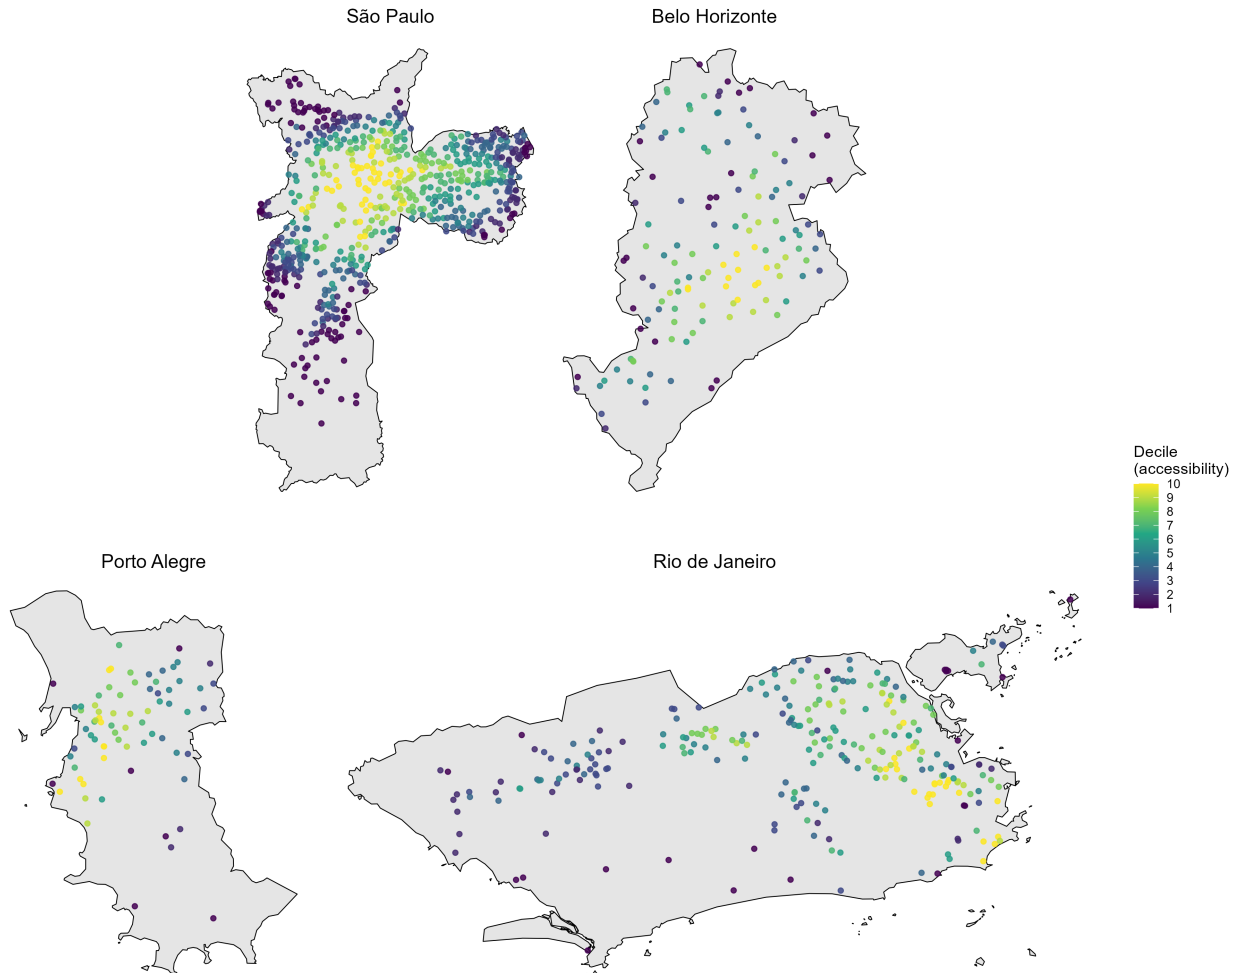 São Paulo
Belo Horizonte
Decile
(accessibility)
10
9
8
7
6
5
4
3
2
1
Porto Alegre
Rio de Janeiro